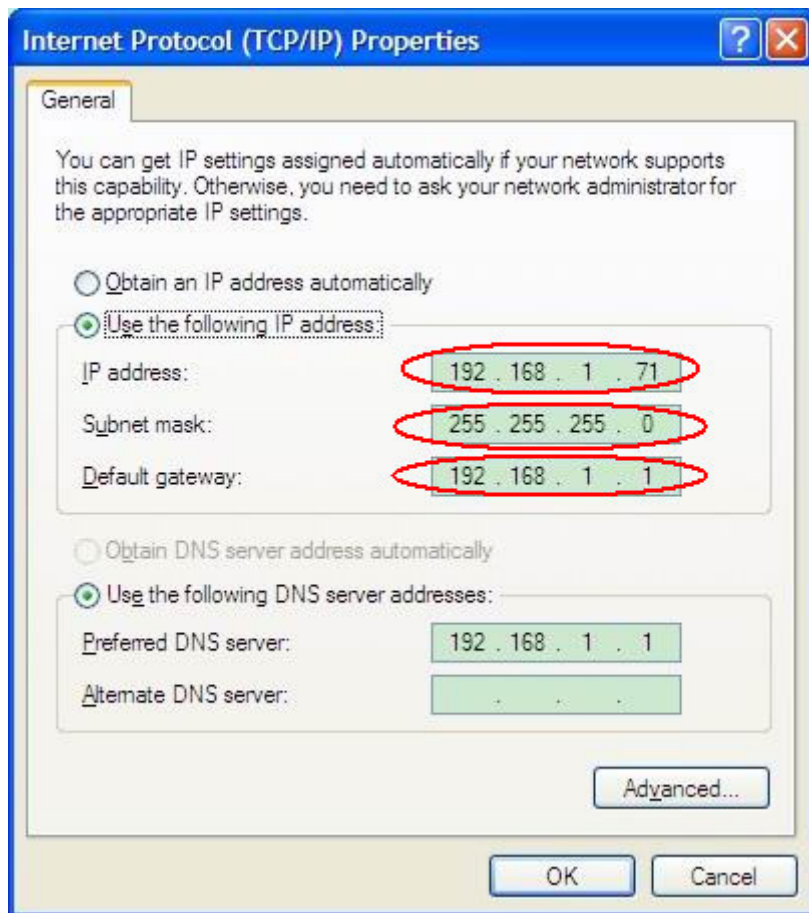 Internet Protocol (TCP/IP) Properties
General
You can get IP settings assigned automatically if your network supports
this capability. Otherwise, you need to ask your network administrator for
the appropriate IP settings.
Obtain an IP address automatically
Use the following IP address:
IP address: 192 . 168 . 1 . 71
Subnet mask: 255 . 255 . 255 . 0
Default gateway: 192 . 168 . 1 . 1
Obtain DNS server address automatically
Use the following DNS server addresses:
Preferred DNS server: 192 . 168 . 1 . 1
Alternate DNS server: . . .
Advanced...
OK Cancel